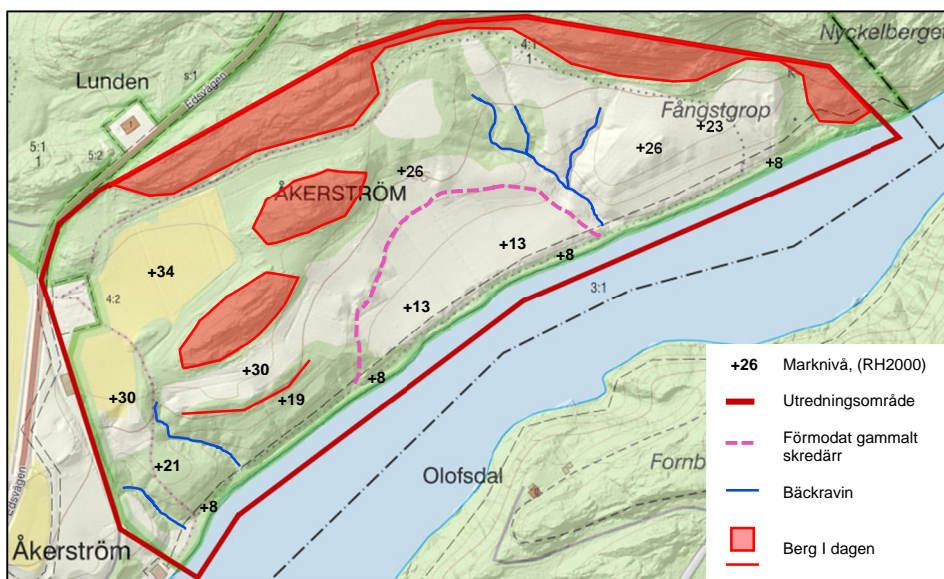 Nyckelberget
4:1
1
s:1
Lunden
Edsvägen
Fångstgrop
+23
+26
5:1
1
5:2
+8
+26
ÅKERSTRÖM
+13
+8
+34
3:1
4:2
+13
+30
+8
+30
+19
+21
Olofsdal
Fornb
+8
Edsvägen
Åkerström
+26 Marknivå, (RH2000)
Utredningsområde
Förmodat gammalt
skredärr
Bäckravin
Berg I dagen